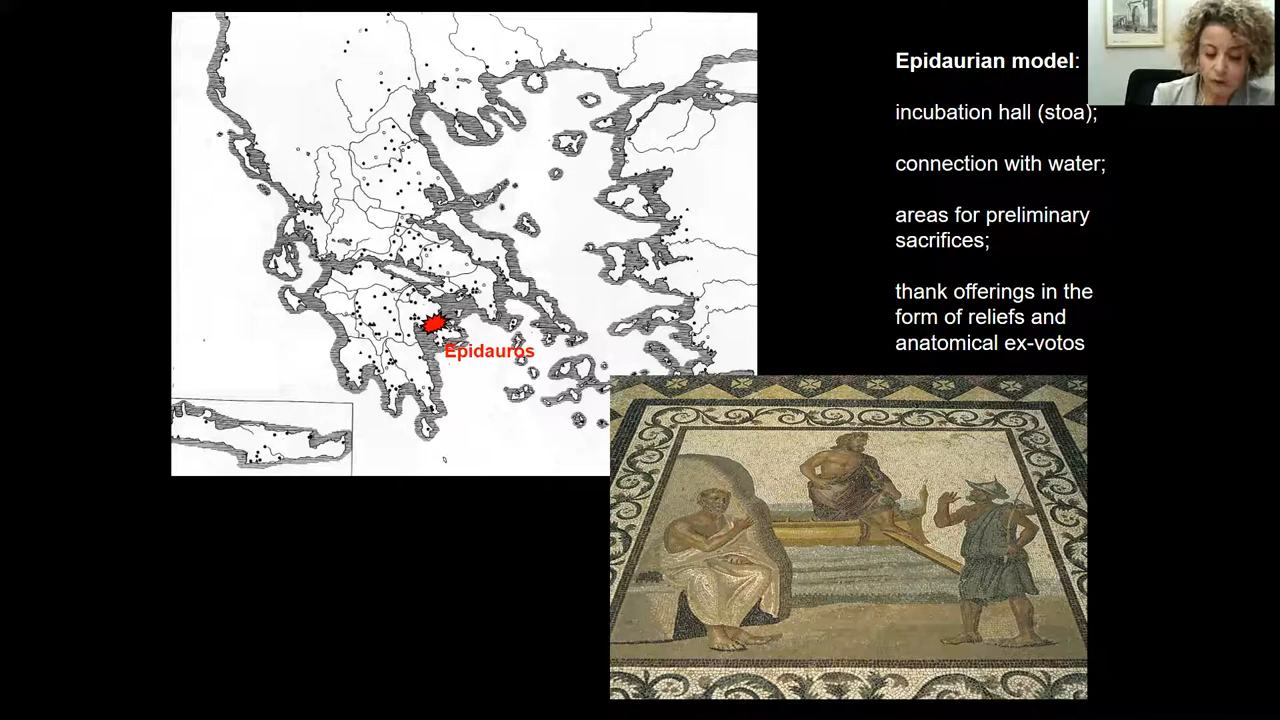 Epidaurian model:
incubation hall (stoa);
connection with water;
areas for preliminary
sacrifices;
thank offerings in the
form of reliefs and
anatomical ex-votos
Epidauros